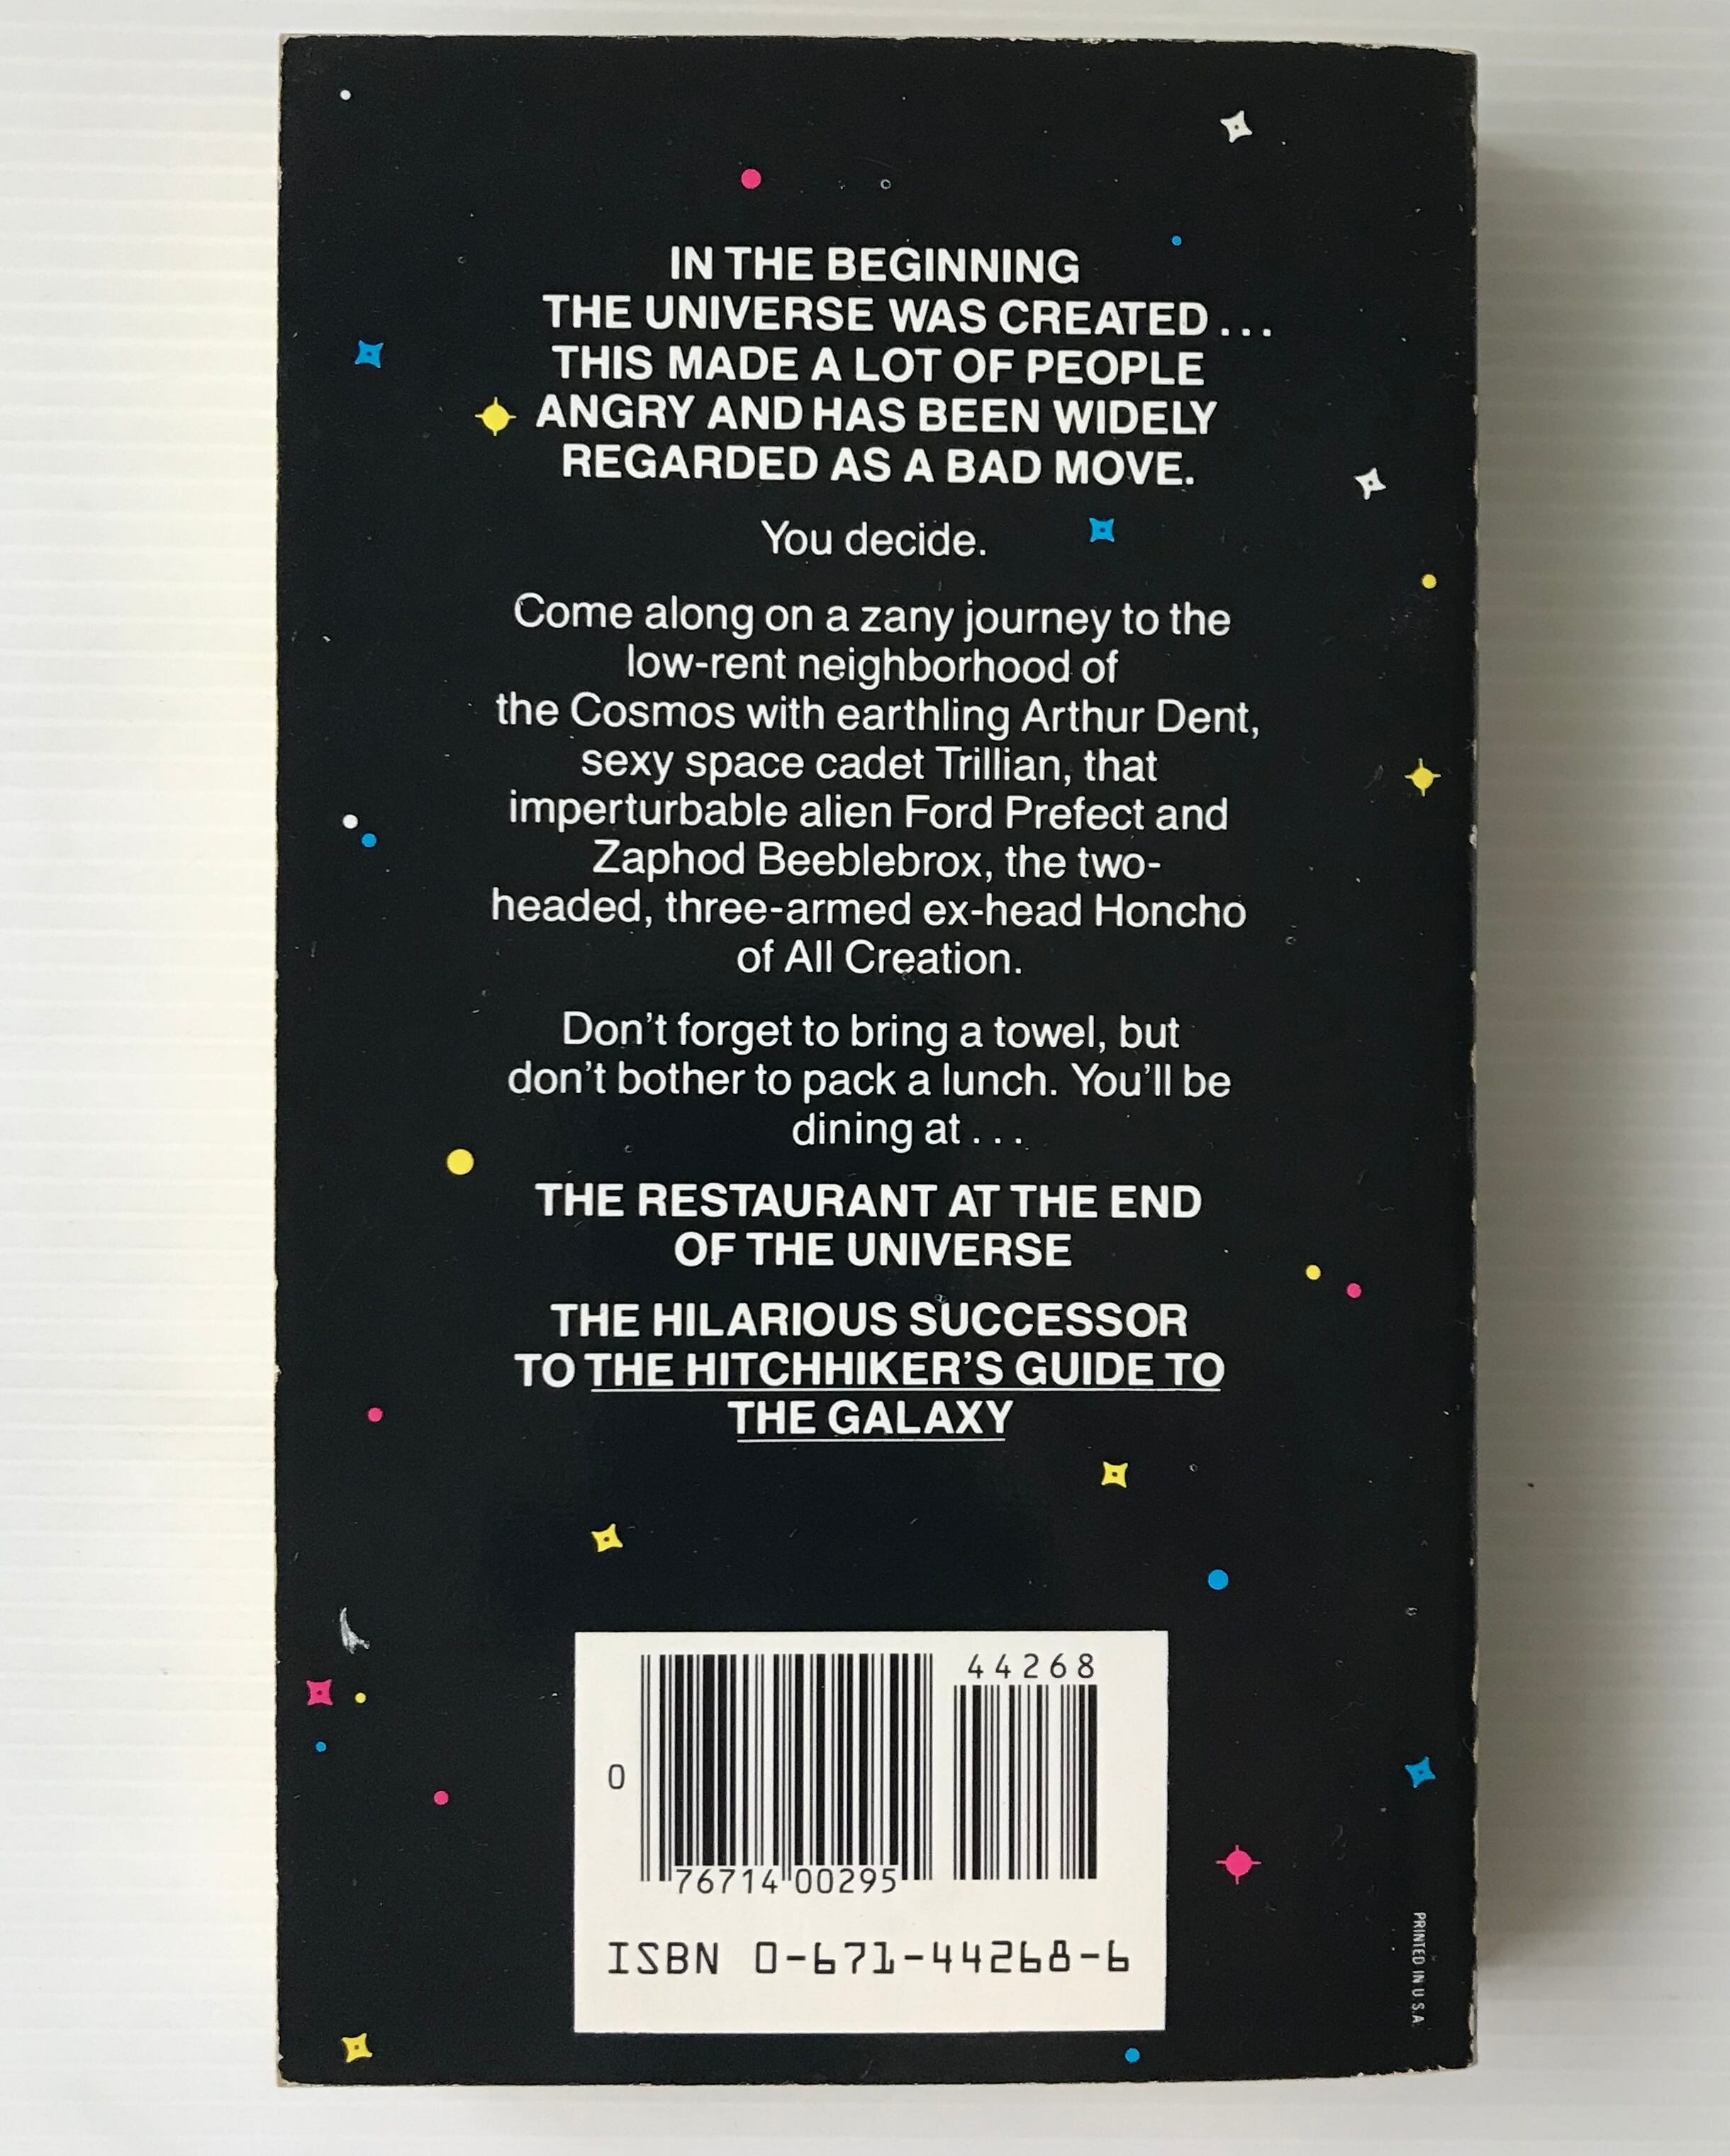 IN THE BEGINNING
THE UNIVERSE WAS CREATED . . .
THIS MADE A LOT OF PEOPLE
ANGRY AND HAS BEEN WIDELY
REGARDED AS A BAD MOVE.
You decide.
Come along on a zany journey to the
low-rent neighborhood of
the Cosmos with earthling Arthur Dent,
sexy space cadet Trillian, that
imperturbable alien Ford Prefect and
Zaphod Beeblebrox, the two-
headed, three-armed ex-head Honcho
of All Creation.
Don't forget to bring a towel, but
don't bother to pack a lunch. You'll be
dining at . . .
THE RESTAURANT AT THE END
OF THE UNIVERSE
THE HILARIOUS SUCCESSOR
TO THE HITCHHIKER'S GUIDE TO
THE GALAXY
44268
0
76714 00295
ISBN 0-671-44268-6
PRINTED IN U.S.A.